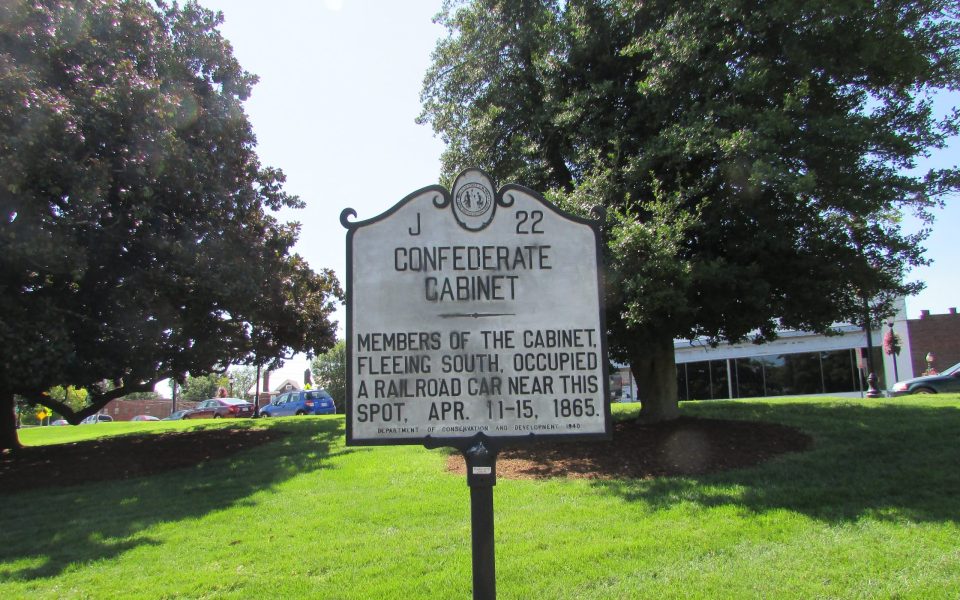 J 22
CONFEDERATE
CABINET
MEMBERS OF THE CABINET,
FLEEING SOUTH, OCCUPIED
A RAILROAD CAR NEAR THIS
SPOT, APR. 11-15, 1865.
DEPARTMENT OF CONSERVATION AND DEVELOPMENT 1940